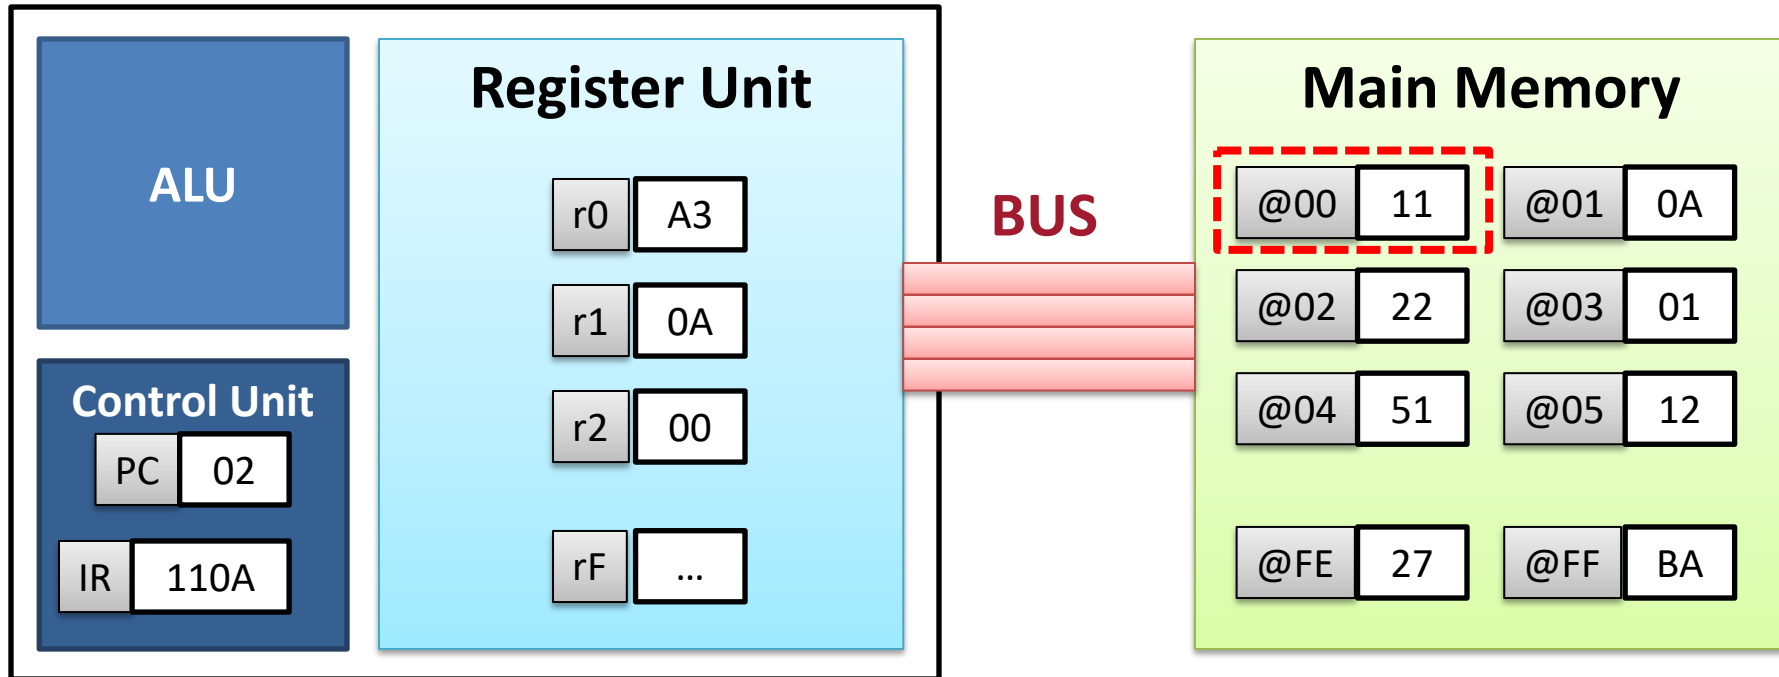 ALU
Control Unit
PC 02
IR 110A
Register Unit
r0 A3
r1 0A
r2 00
rF ...
BUS
Main Memory
@00 11 @01 0A
@02 22 @03 01
@04 51 @05 12
@FE 27 @FF BA